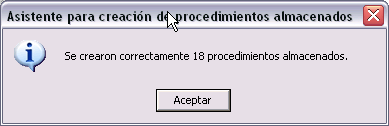 Asistente para creación de procedimientos almacenados
Se crearon correctamente 18 procedimientos almacenados.
Aceptar